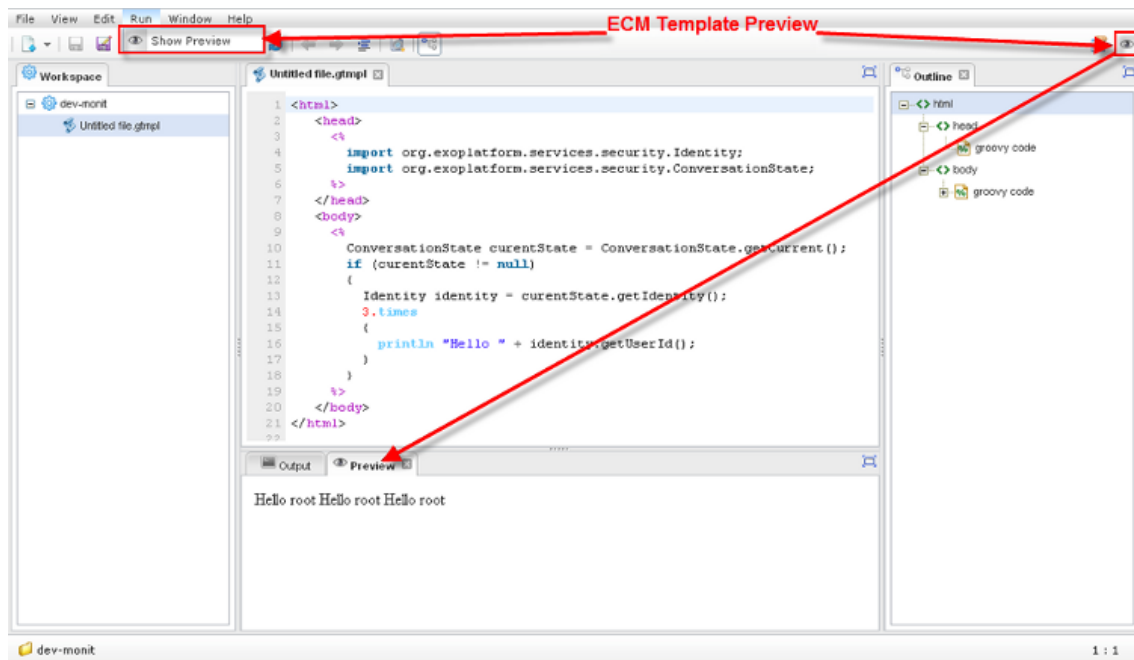 File View Edit Run Window Help
ECM Template Preview
Show Preview
Workspace
dev-monit
Untitled file.gtmpl
Untitled file.gtmpl
1 <html>
2 <head>
3 <%
4 import org.exoplatform.services.security.Identity;
5 import org.exoplatform.services.security.ConversationState;
6 %>
7 </head>
8 <body>
9 <%
10 ConversationState curentState = ConversationState.getCurrent();
11 if (curentState != null)
12 {
13 Identity identity = curentState.getIdentity();
14 3.times
15 {
16 println "Hello " + identity.getUserId();
17 }
18 }
19 %>
20 </body>
21 </html>
22
Outline
<> html
<> head
groovy code
<> body
groovy code
Output Preview
Hello root Hello root Hello root
dev-monit
1 : 1